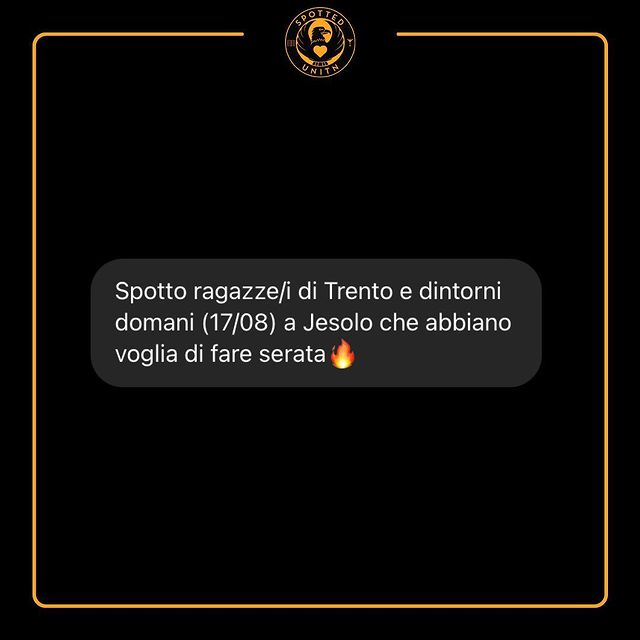 SPOTTED
UNITN
Spotto ragazze/i di Trento e dintorni
domani (17/08) a Jesolo che abbiano
voglia di fare serata🔥